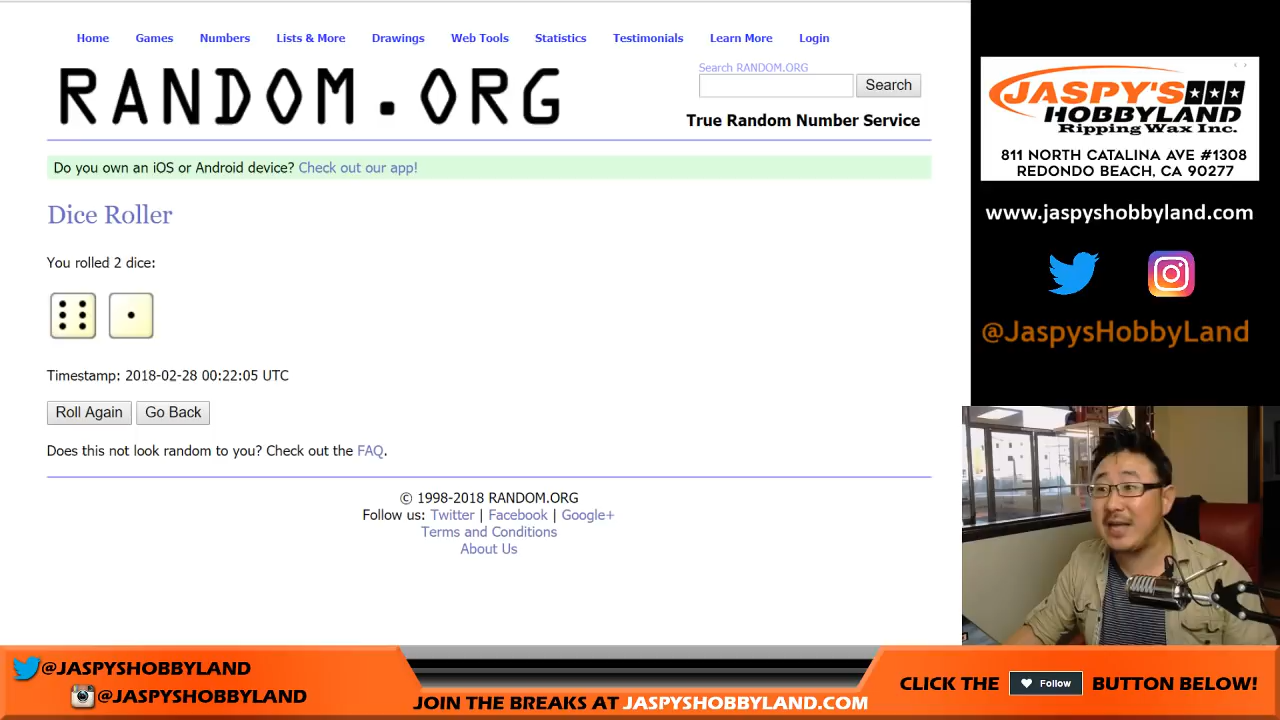 Home Games Numbers Lists & More Drawings Web Tools Statistics Testimonials Learn More Login
RANDOM.ORG
Search RANDOM.ORG
Search
True Random Number Service
Do you own an iOS or Android device? Check out our app!
Dice Roller
You rolled 2 dice:
Timestamp: 2018-02-28 00:22:05 UTC
Roll Again Go Back
Does this not look random to you? Check out the FAQ.
© 1998-2018 RANDOM.ORG
Follow us: Twitter | Facebook | Google+
Terms and Conditions
About Us
JASPY'S
HOBBYLAND
Ripping Wax Inc.
811 NORTH CATALINA AVE #1308
REDONDO BEACH, CA 90277
www.jaspyshobbyland.com
@JaspysHobbyLand
@JASPYSHOBBYLAND
@JASPYSHOBBYLAND
JOIN THE BREAKS AT JASPYSHOBBYLAND.COM
CLICK THE Follow BUTTON BELOW!